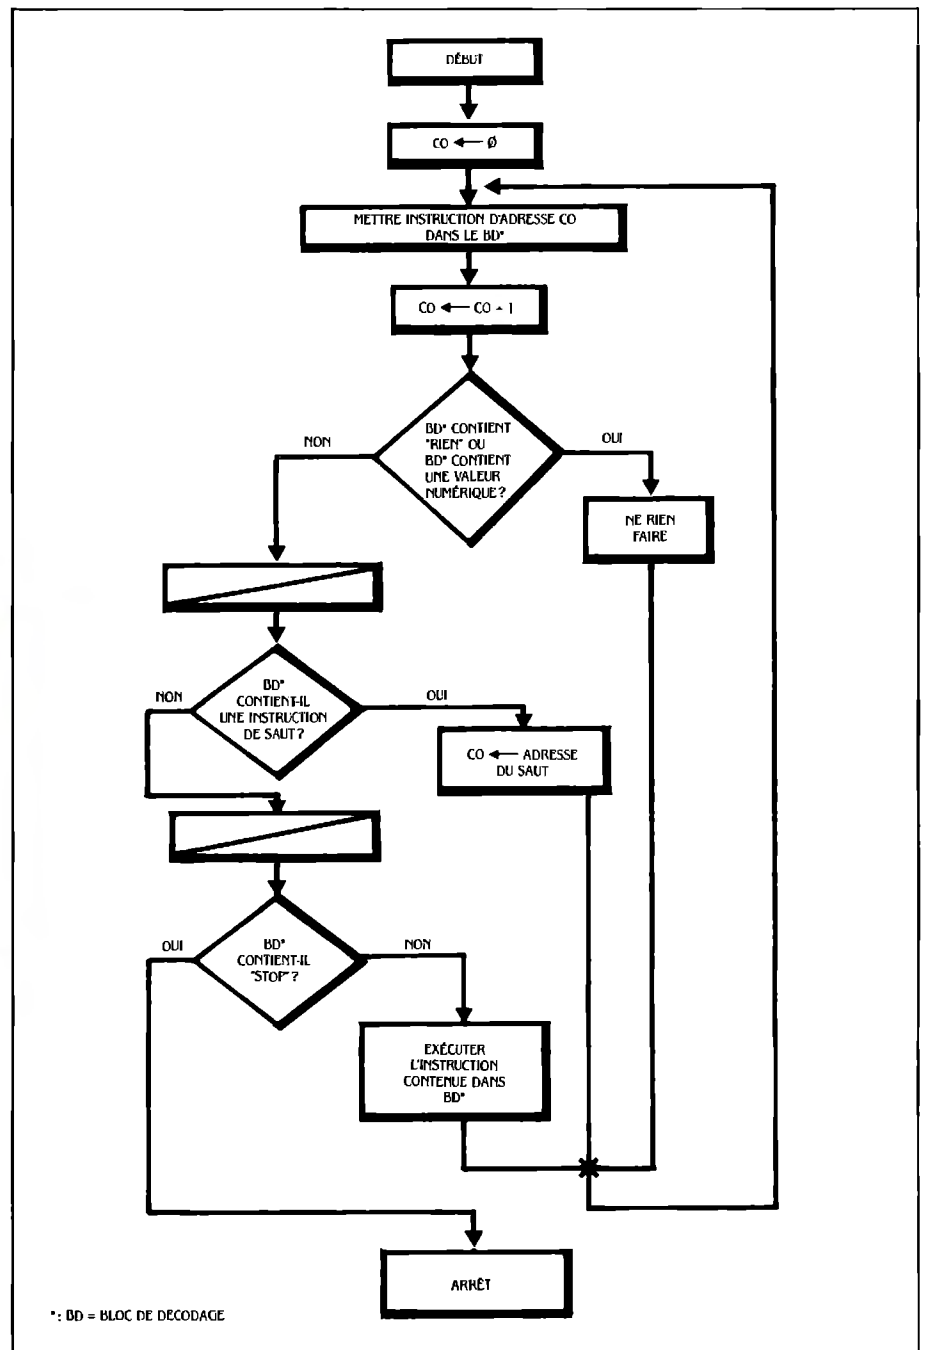 DÉBUT
CO ← Ø
METTRE INSTRUCTION D'ADRESSE CO
DANS LE BD*
CO ← CO + 1
BD* CONTIENT
"RIEN" OU
BD* CONTIENT
UNE VALEUR
NUMÉRIQUE ?
NON
OUI
NE RIEN
FAIRE
BD*
CONTIENT-IL
UNE INSTRUCTION
DE SAUT ?
NON
OUI
CO ← ADRESSE
DU SAUT
BD*
CONTIENT-IL
"STOP" ?
OUI
NON
EXÉCUTER
L'INSTRUCTION
CONTENUE DANS
BD*
ARRÊT
* : BD = BLOC DE DECODAGE